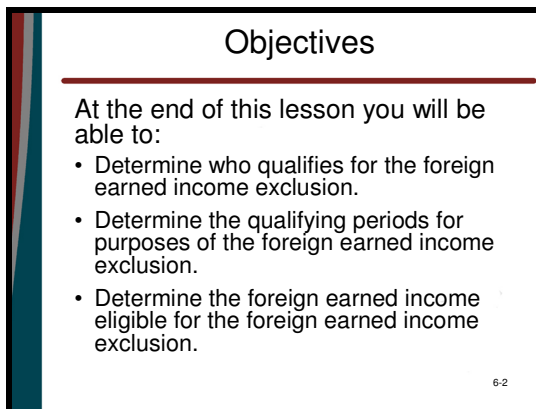 Objectives
At the end of this lesson you will be
able to:
• Determine who qualifies for the foreign
earned income exclusion.
• Determine the qualifying periods for
purposes of the foreign earned income
exclusion.
• Determine the foreign earned income
eligible for the foreign earned income
exclusion.
6-2